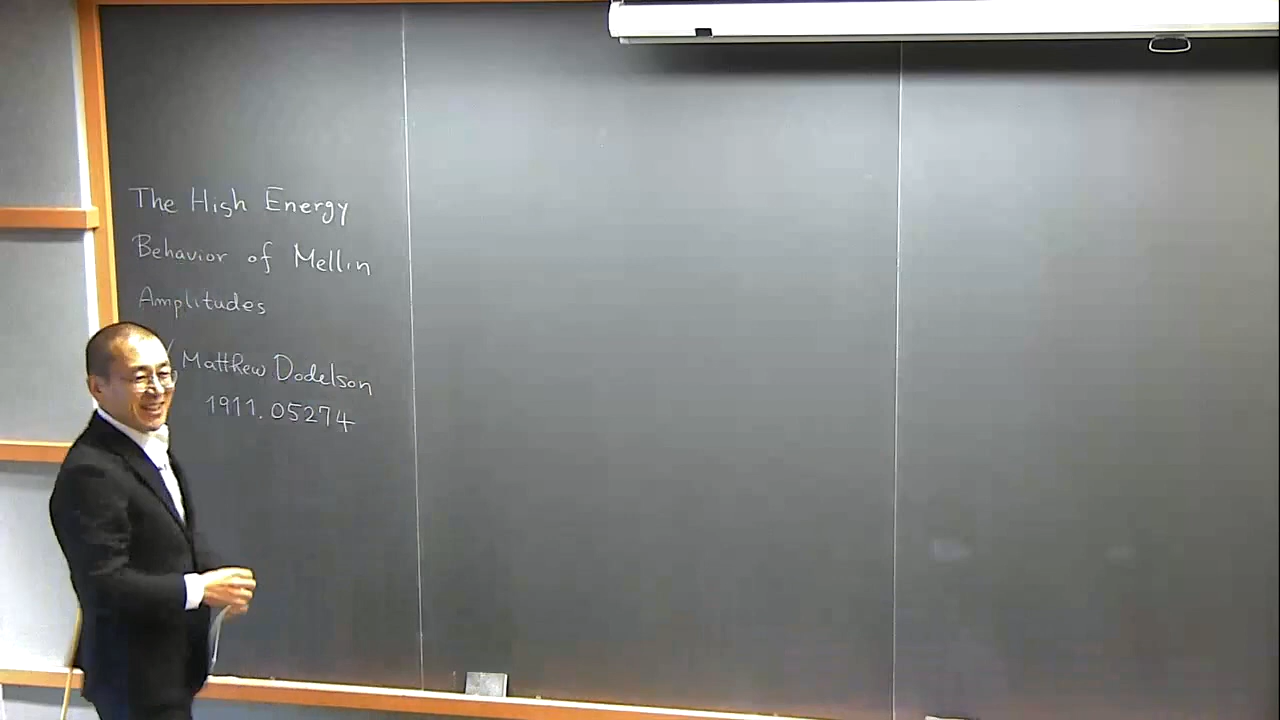 The High Energy
Behavior of Mellin
Amplitudes
w/ Matthew Dodelson
1911.05274